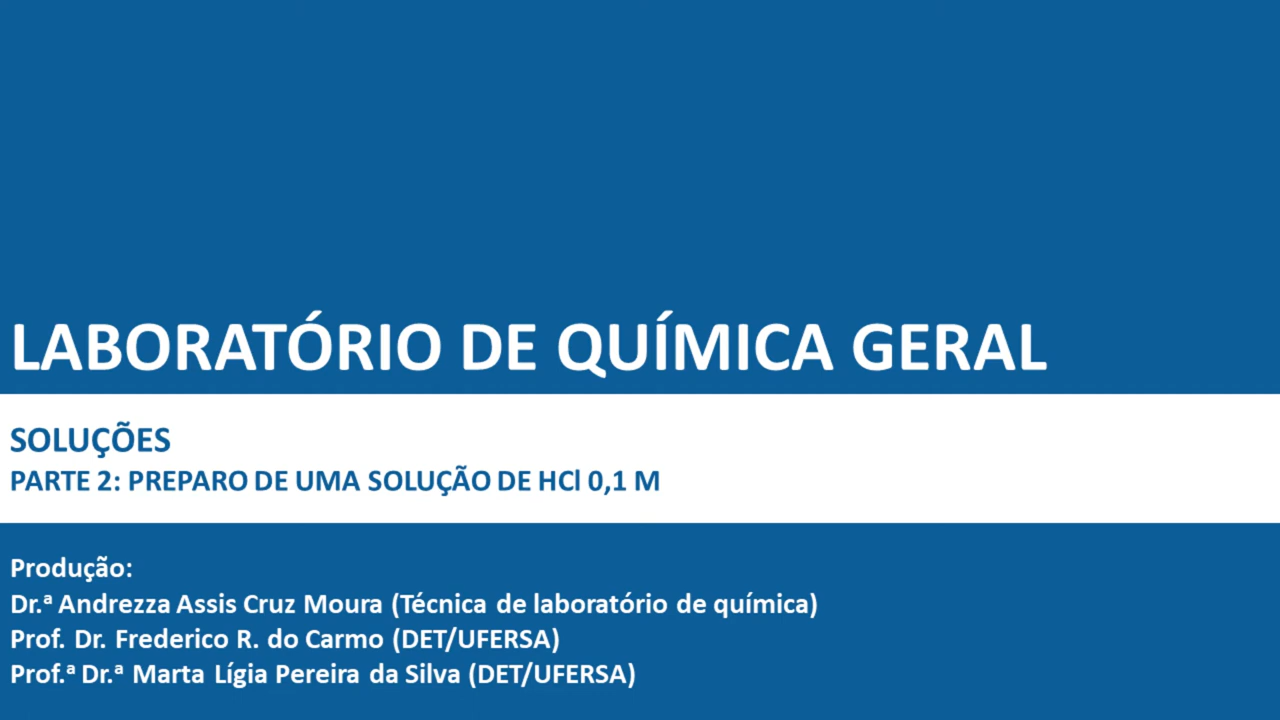 LABORATÓRIO DE QUÍMICA GERAL
SOLUÇÕES
PARTE 2: PREPARO DE UMA SOLUÇÃO DE HCl 0,1 M
Produção:
Dr.ª Andrezza Assis Cruz Moura (Técnica de laboratório de química)
Prof. Dr. Frederico R. do Carmo (DET/UFERSA)
Prof.ª Dr.ª Marta Lígia Pereira da Silva (DET/UFERSA)